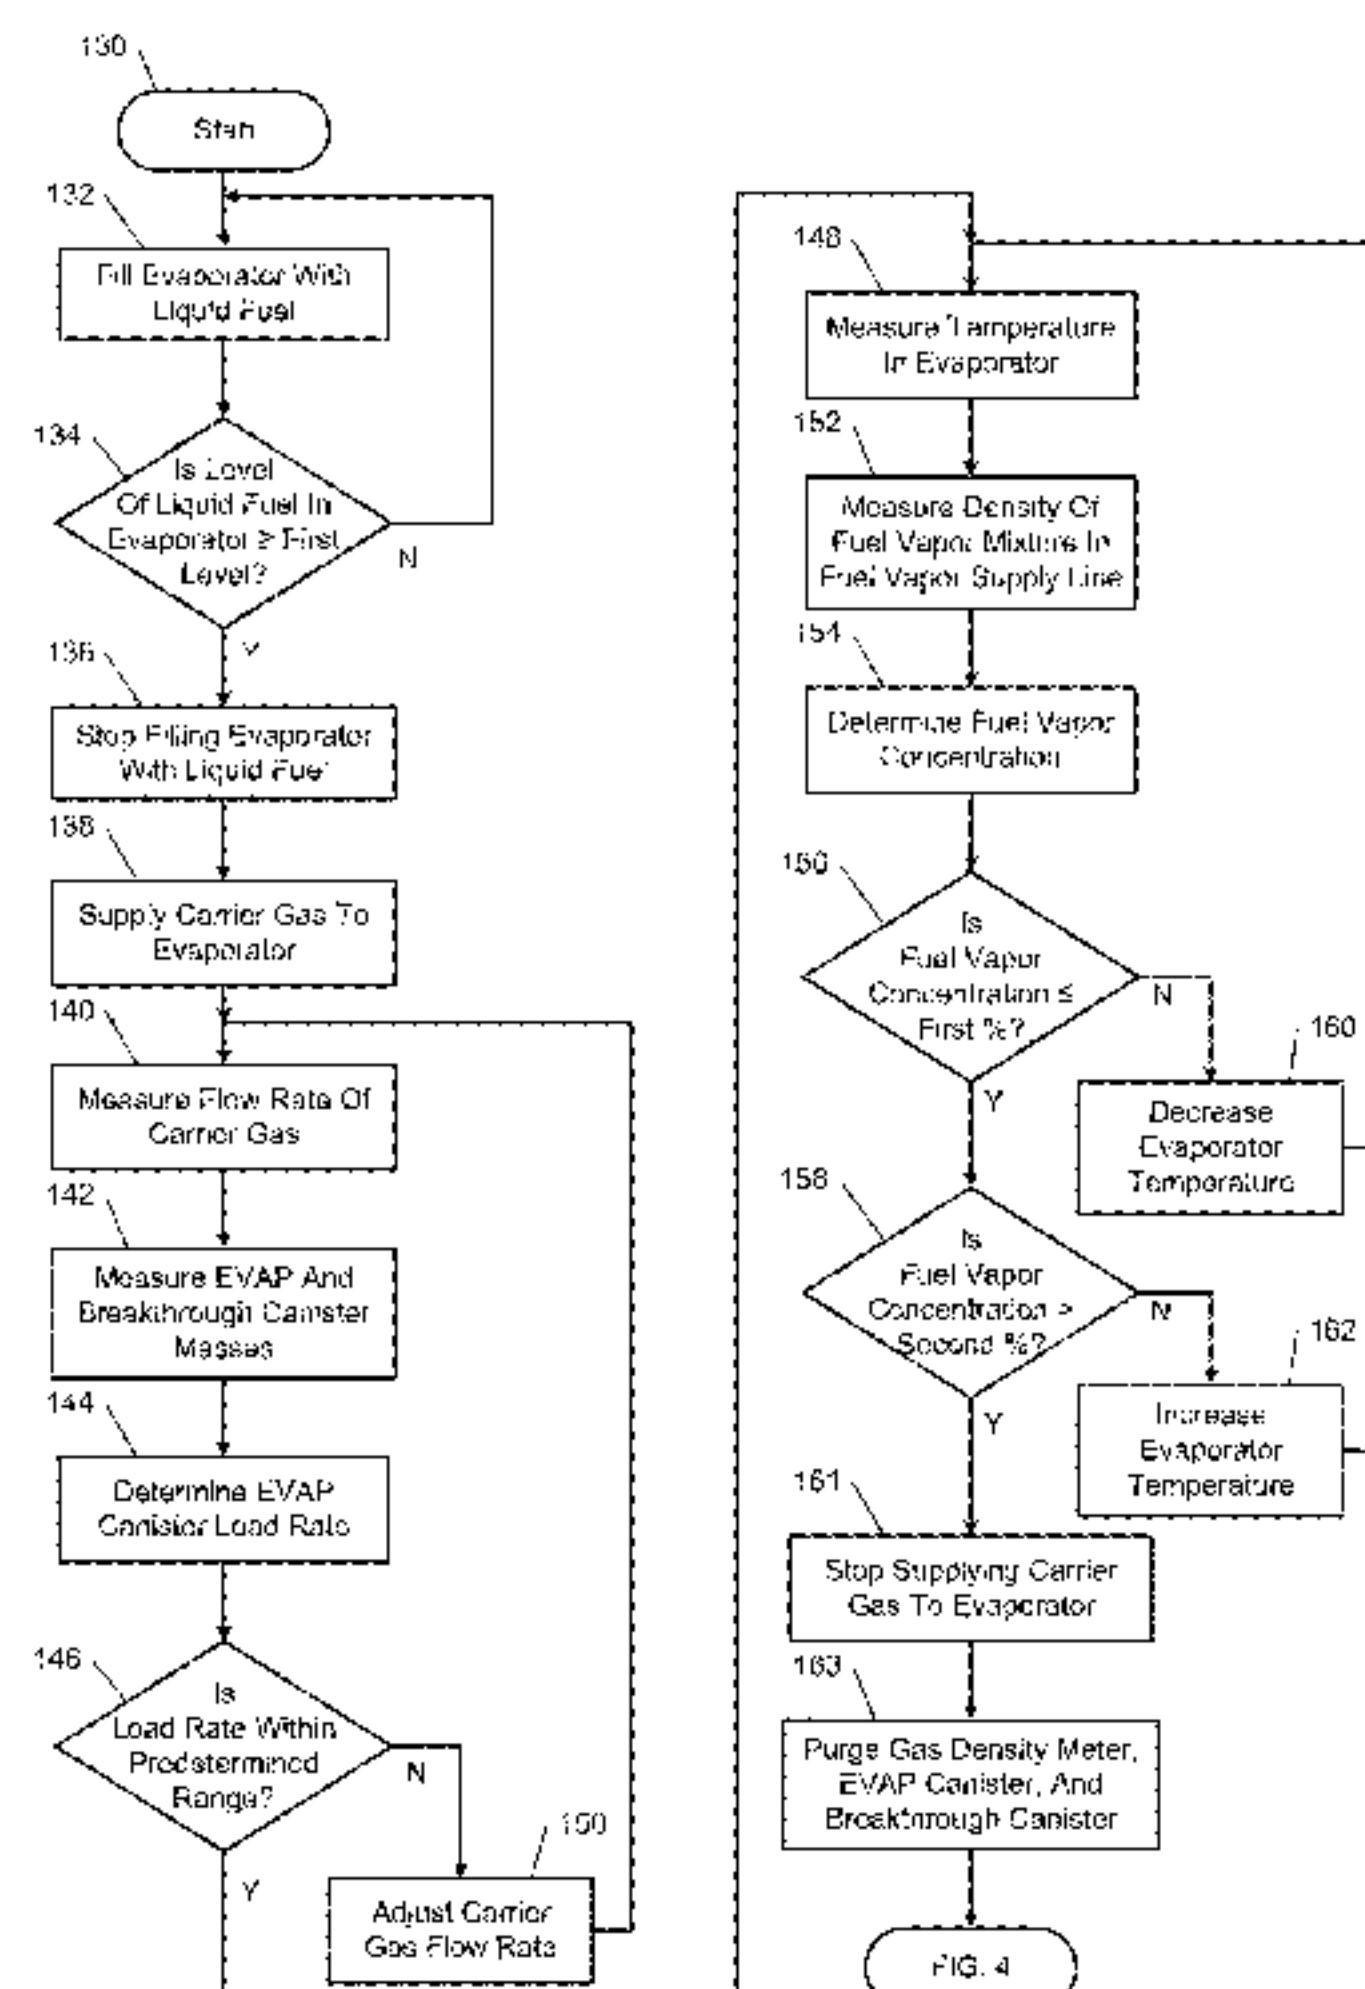 130
Start
132
Fill Evaporator With
Liquid Fuel
134
Is Level
Of Liquid Fuel In
Evaporator ≥ First
Level?
N
Y
136
Stop Filling Evaporator
With Liquid Fuel
138
Supply Carrier Gas To
Evaporator
140
Measure Flow Rate Of
Carrier Gas
142
Measure EVAP And
Breakthrough Canister
Masses
144
Determine EVAP
Canister Load Rate
146
Is
Load Rate Within
Predetermined
Range?
N
Y
150
Adjust Carrier
Gas Flow Rate
148
Measure Temperature
In Evaporator
152
Measure Density Of
Fuel Vapor Mixture In
Fuel Vapor Supply Line
154
Determine Fuel Vapor
Concentration
156
Is
Fuel Vapor
Concentration ≤
First %?
N
Y
160
Decrease
Evaporator
Temperature
158
Is
Fuel Vapor
Concentration >
Second %?
N
Y
162
Increase
Evaporator
Temperature
161
Stop Supplying Carrier
Gas To Evaporator
163
Purge Gas Density Meter,
EVAP Canister, And
Breakthrough Canister
FIG. 4